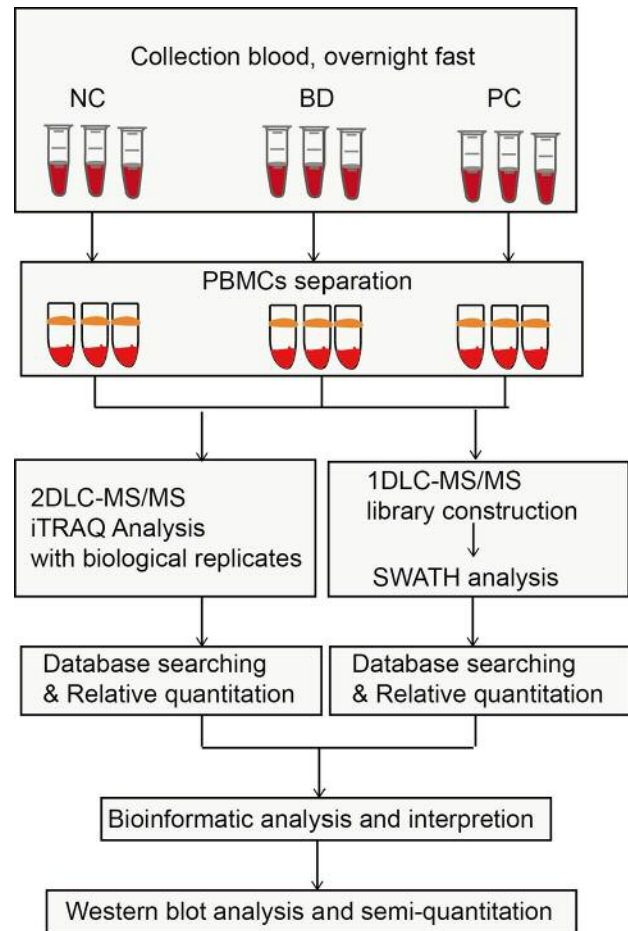 Collection blood, overnight fast
NC BD PC
PBMCs separation
2DLC-MS/MS
iTRAQ Analysis
with biological replicates
1DLC-MS/MS
library construction
SWATH analysis
Database searching
& Relative quantitation
Database searching
& Relative quantitation
Bioinformatic analysis and interpretion
Western blot analysis and semi-quantitation